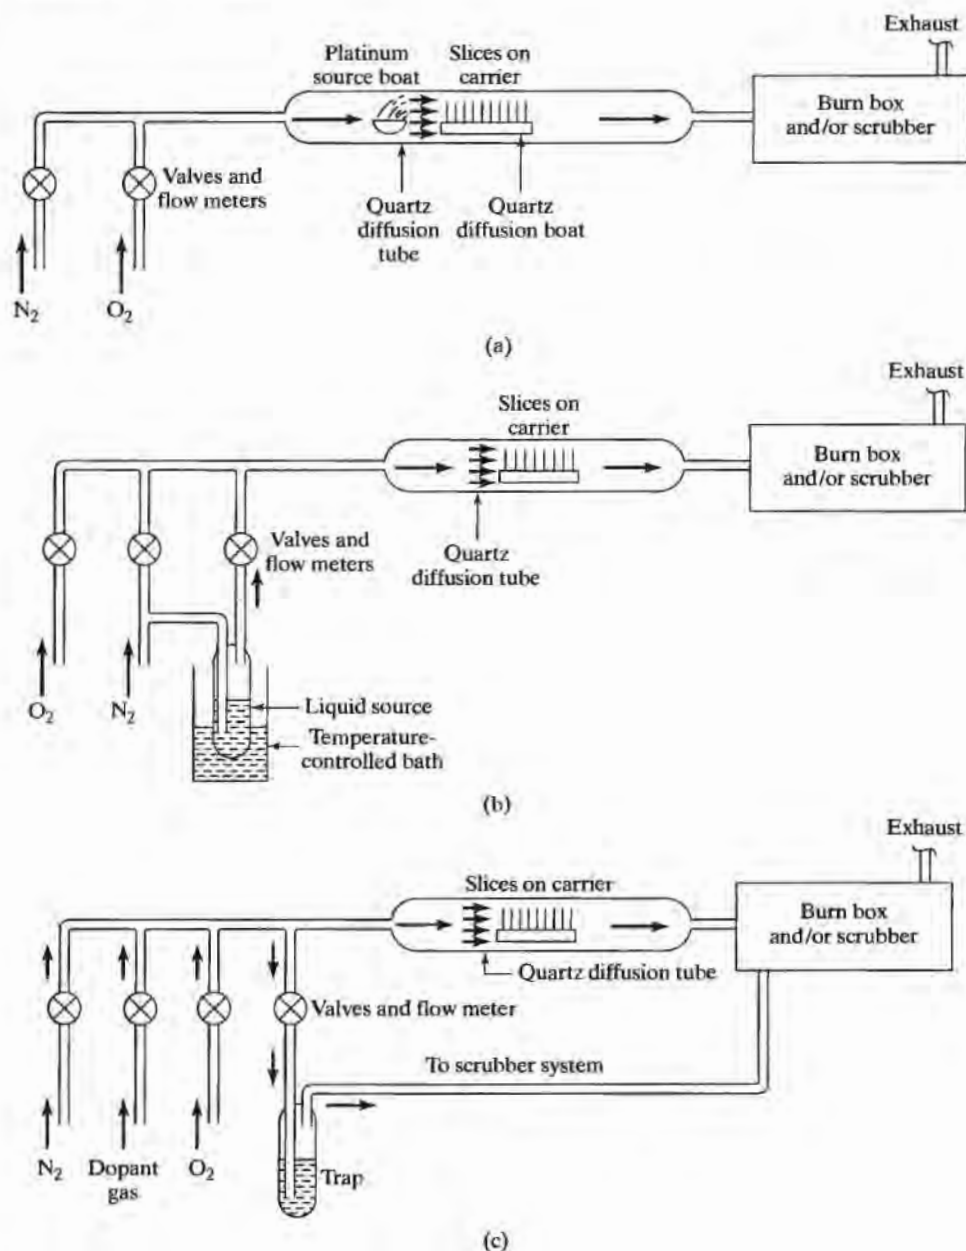 Exhaust
Platinum
source boat
Slices on
carrier
Burn box
and/or scrubber
Valves and
flow meters
Quartz
diffusion
tube
Quartz
diffusion boat
N₂
O₂
(a)
Exhaust
Slices on
carrier
Burn box
and/or scrubber
Valves and
flow meters
Quartz
diffusion tube
O₂
N₂
Liquid source
Temperature-
controlled bath
(b)
Exhaust
Slices on carrier
Burn box
and/or scrubber
Quartz diffusion tube
Valves and flow meter
To scrubber system
N₂
Dopant
gas
O₂
Trap
(c)